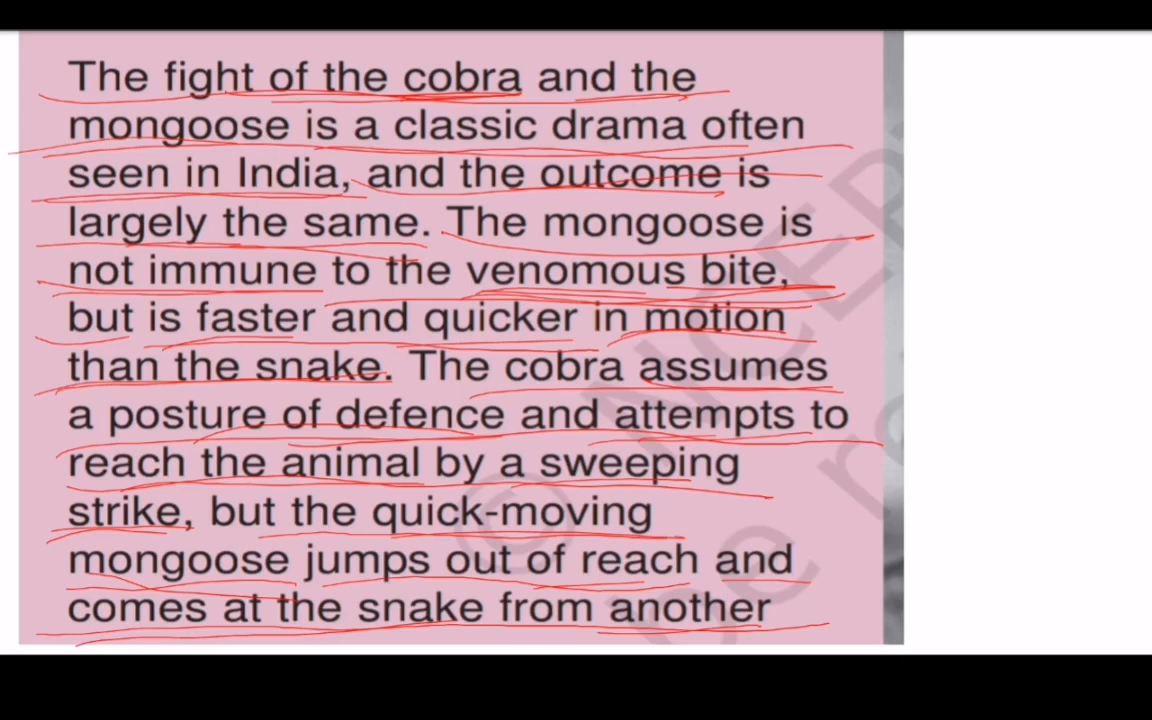 The fight of the cobra and the
mongoose is a classic drama often
seen in India, and the outcome is
largely the same. The mongoose is
not immune to the venomous bite,
but is faster and quicker in motion
than the snake. The cobra assumes
a posture of defence and attempts to
reach the animal by a sweeping
strike, but the quick-moving
mongoose jumps out of reach and
comes at the snake from another
© NCER
be re